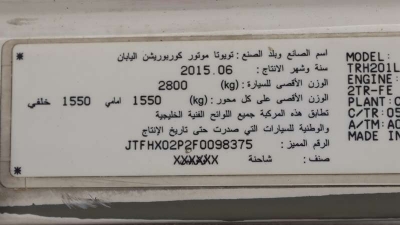 اسم الصانع وبلد الصنع : تويوتا موتور كوربوريشن اليابان
سنة وشهر الانتاج : 2015.06
الوزن الأقصى للسيارة : (kg) 2800
الوزن الأقصى على كل محور : (kg) 1550 امامي 1550 خلفي
تطابق هذه المركبة جميع اللوائح الفنية الخليجية
والوطنية للسيارات التي صدرت حتى تاريخ الإنتاج
الرقم المميز : JTFHX02P2F0098375
صنف : شاحنة XXXXXX
MODEL:
TRH201L
ENGINE:
2TR-FE
PLANT:
C/TR:05
A/TM:
MADE IN